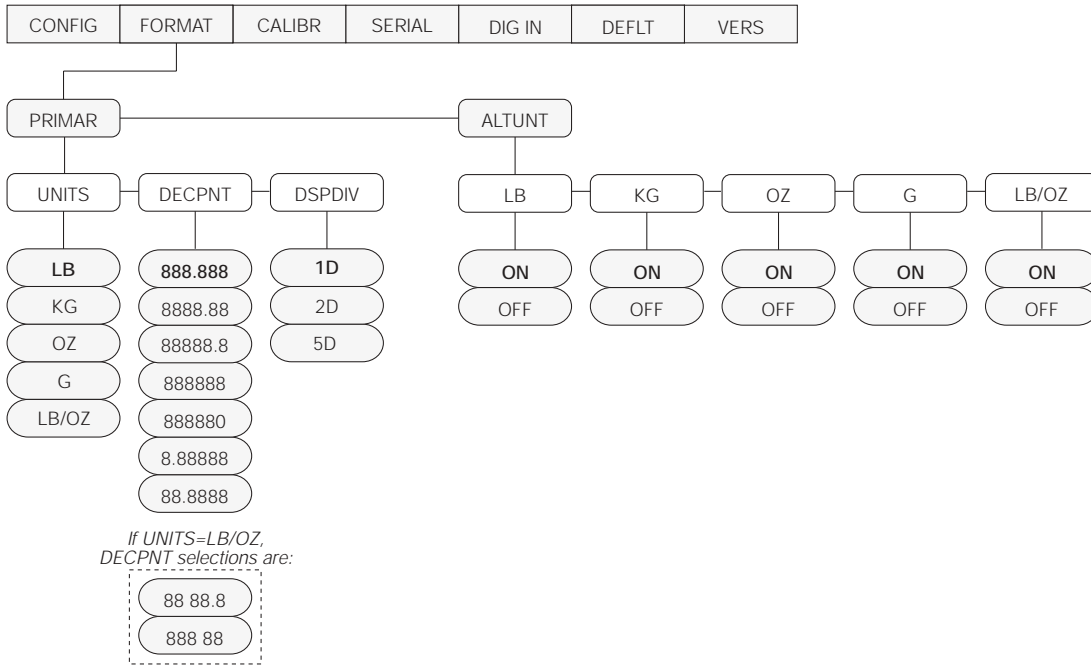 CONFIG FORMAT CALIBR SERIAL DIG IN DEFLT VERS
PRIMAR ALTUNT
UNITS DECPNT DSPDIV LB KG OZ G LB/OZ
LB 888.888 1D ON ON ON ON ON
KG 8888.88 2D OFF OFF OFF OFF OFF
OZ 88888.8 5D
G 888888
LB/OZ 888880
8.88888
88.8888
If UNITS=LB/OZ,
DECPNT selections are:
88 88.8
888 88